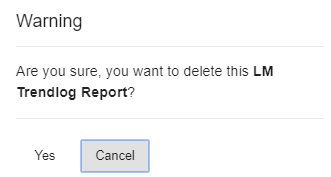 Warning
Are you sure, you want to delete this LM
Trendlog Report?
Yes
Cancel